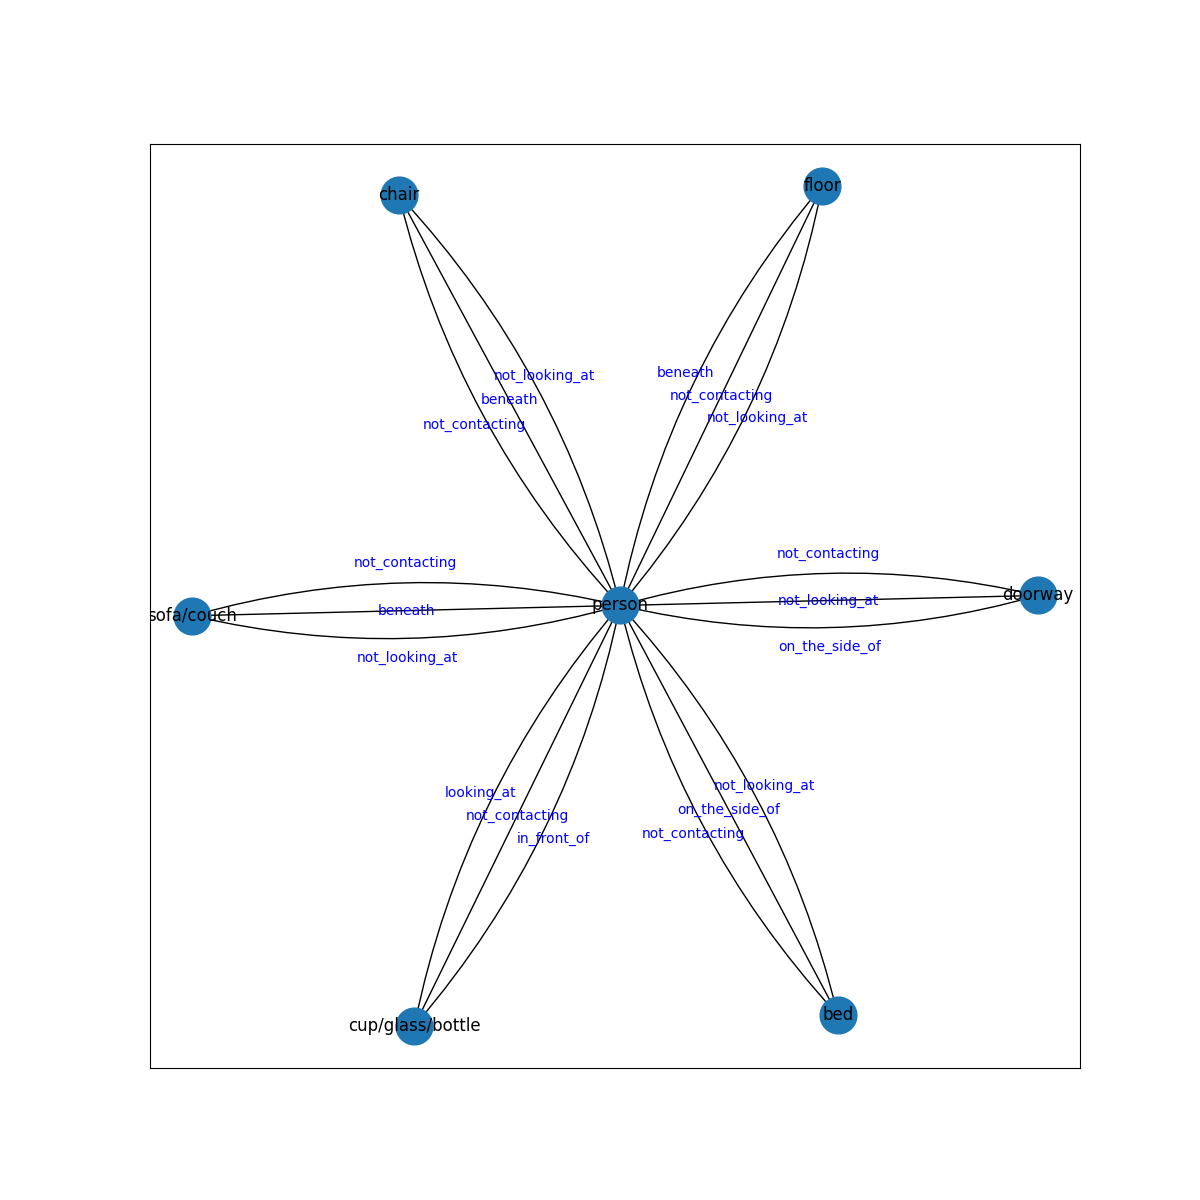 floor
chair
beneath
not_looking_at
not_contacting
beneath
not_looking_at
not_contacting
not_contacting
not_contacting
doorway
not_looking_at
person
beneath
sofa/couch
on_the_side_of
not_looking_at
not_looking_at
looking_at
on_the_side_of
not_contacting
not_contacting
in_front_of
bed
cup/glass/bottle